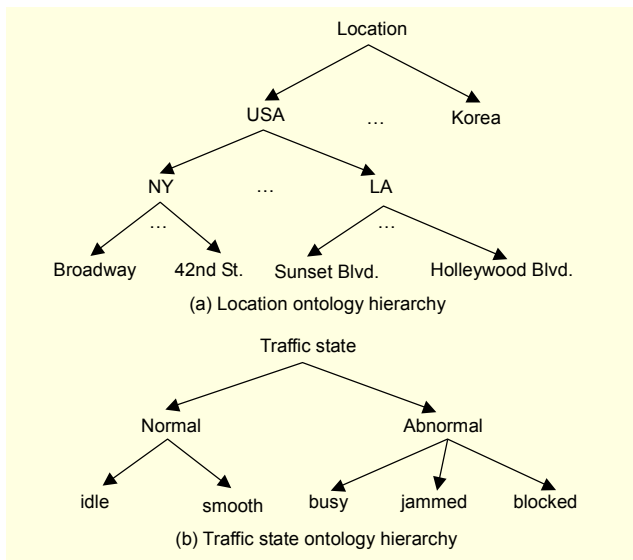 Location
USA … Korea
NY … LA
… …
Broadway 42nd St. Sunset Blvd. Holleywood Blvd.
(a) Location ontology hierarchy
Traffic state
Normal Abnormal
idle smooth busy jammed blocked
(b) Traffic state ontology hierarchy